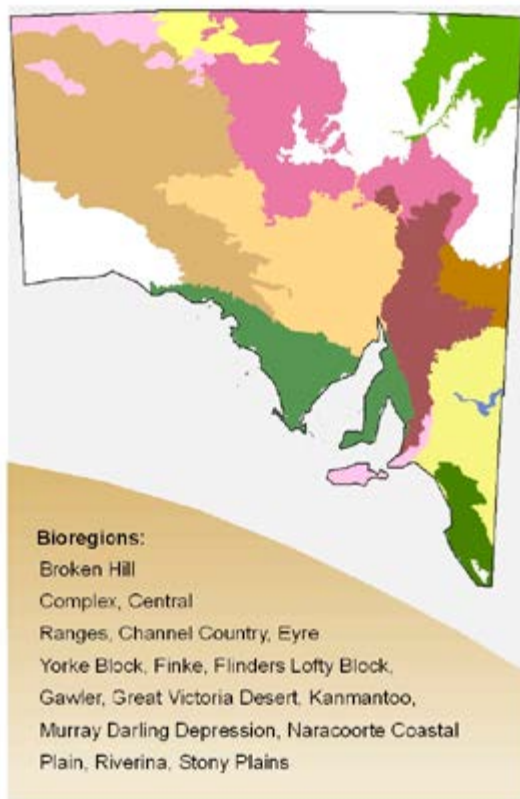 Bioregions:
Broken Hill
Complex, Central
Ranges, Channel Country, Eyre
Yorke Block, Finke, Flinders Lofty Block,
Gawler, Great Victoria Desert, Kanmantoo,
Murray Darling Depression, Naracoorte Coastal
Plain, Riverina, Stony Plains